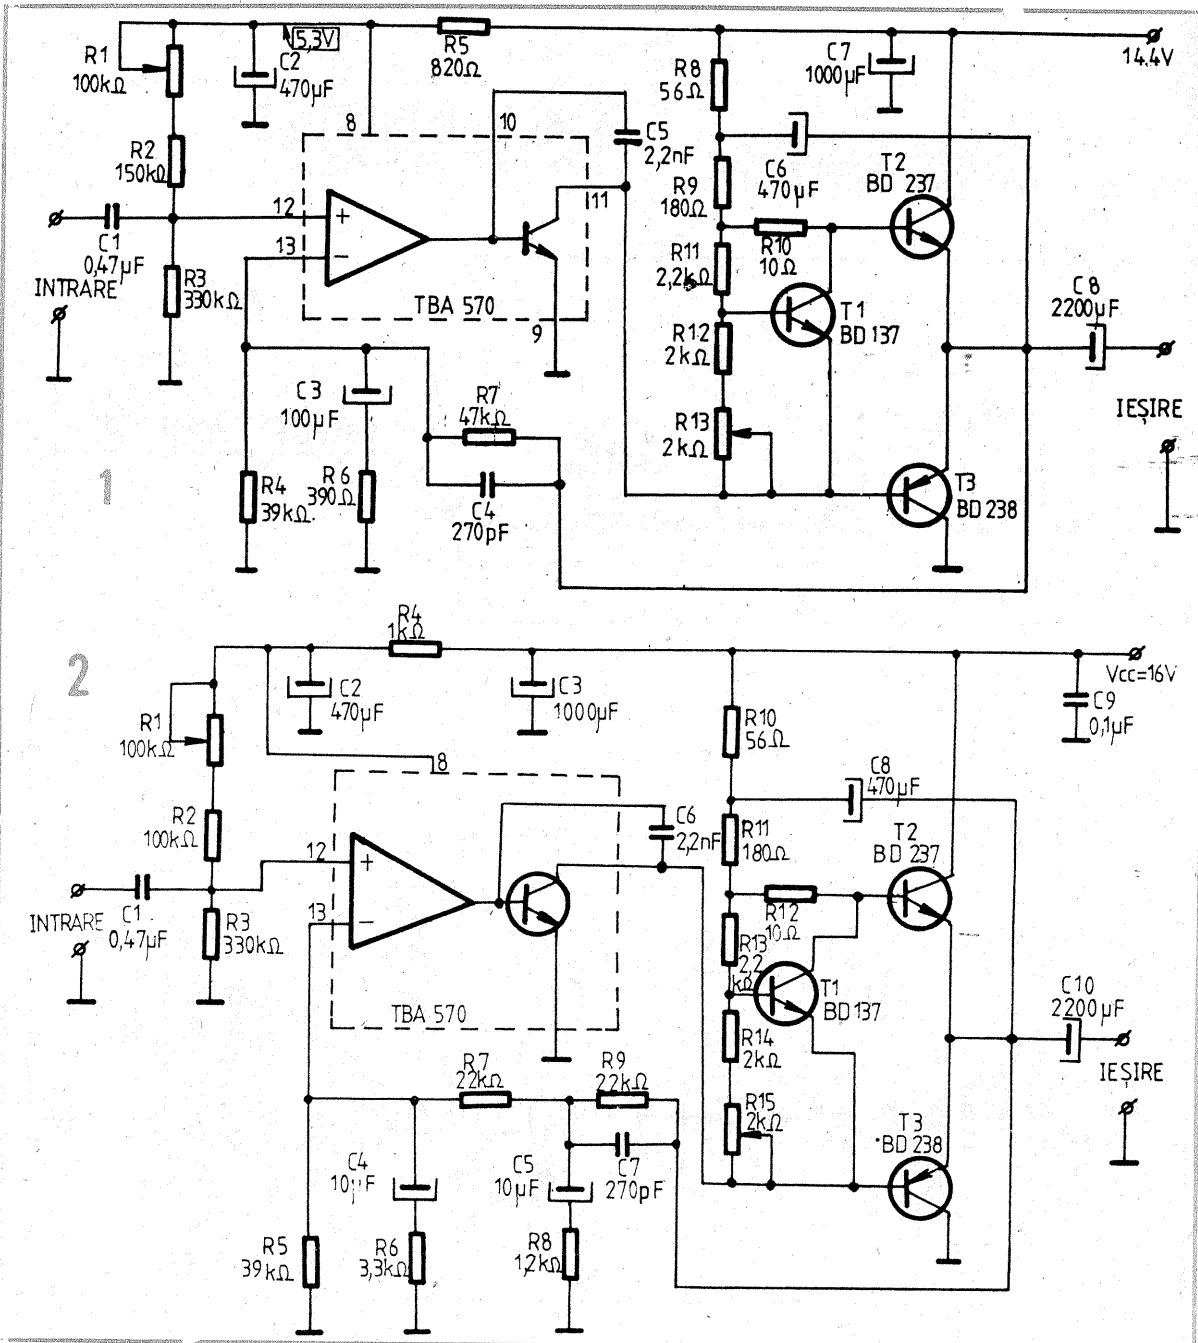 5,3V
14.4V
R1
100kΩ
C2
470µF
R5
820Ω
C7
1000µF
R8
56Ω
8
10
C5
2,2nF
R2
150kΩ
C6
470µF
T2
BD 237
R9
180Ω
11
12
13
C1
0,47µF
INTRARE
R3
330kΩ
R10
10Ω
R11
2,2kΩ
T1
BD137
R12
2kΩ
TBA 570
9
C8
2200µF
IEȘIRE
C3
100µF
R7
47kΩ
R13
2kΩ
1
R4
39kΩ
R6
390Ω
C4
270pF
T3
BD 238
2
R4
1kΩ
Vcc=16V
C2
470µF
C3
1000µF
C9
0,1µF
R1
100kΩ
R10
56Ω
8
C8
470µF
R2
100kΩ
C6
2,2nF
R11
180Ω
T2
BD 237
12
13
C1
0,47µF
INTRARE
R3
330kΩ
R12
10Ω
R13
2,2
kΩ
T1
BD137
TBA 570
R14
2kΩ
C10
2200µF
IEȘIRE
R7
22kΩ
R9
22kΩ
R15
2kΩ
T3
BD 238
C4
10µF
C5
10µF
C7
270pF
R5
39kΩ
R6
3,3kΩ
R8
1,2kΩ